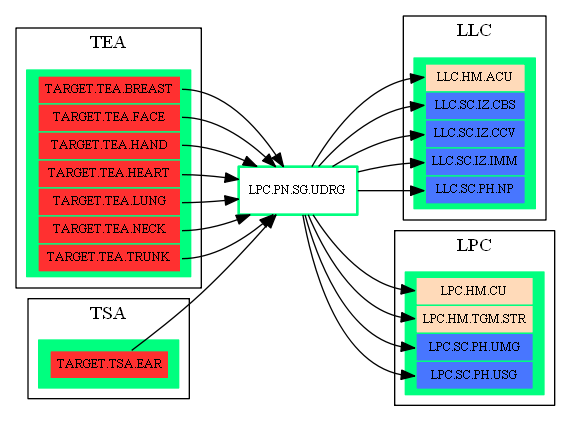 TEA
TARGET.TEA.BREAST
TARGET.TEA.FACE
TARGET.TEA.HAND
TARGET.TEA.HEART
TARGET.TEA.LUNG
TARGET.TEA.NECK
TARGET.TEA.TRUNK
TSA
TARGET.TSA.EAR
LPC.PN.SG.UDRG
LLC
LLC.HM.ACU
LLC.SC.IZ.CBS
LLC.SC.IZ.CCV
LLC.SC.IZ.IMM
LLC.SC.PH.NP
LPC
LPC.HM.CU
LPC.HM.TGM.STR
LPC.SC.PH.UMG
LPC.SC.PH.USG